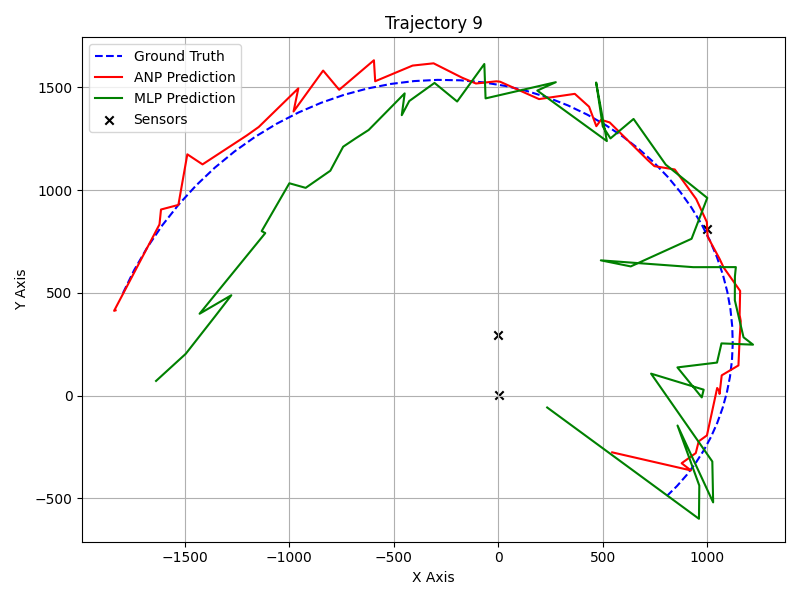 Trajectory 9
Ground Truth
ANP Prediction
MLP Prediction
Sensors
Y Axis
1500
1000
500
0
−500
−1500 −1000 −500 0 500 1000
X Axis